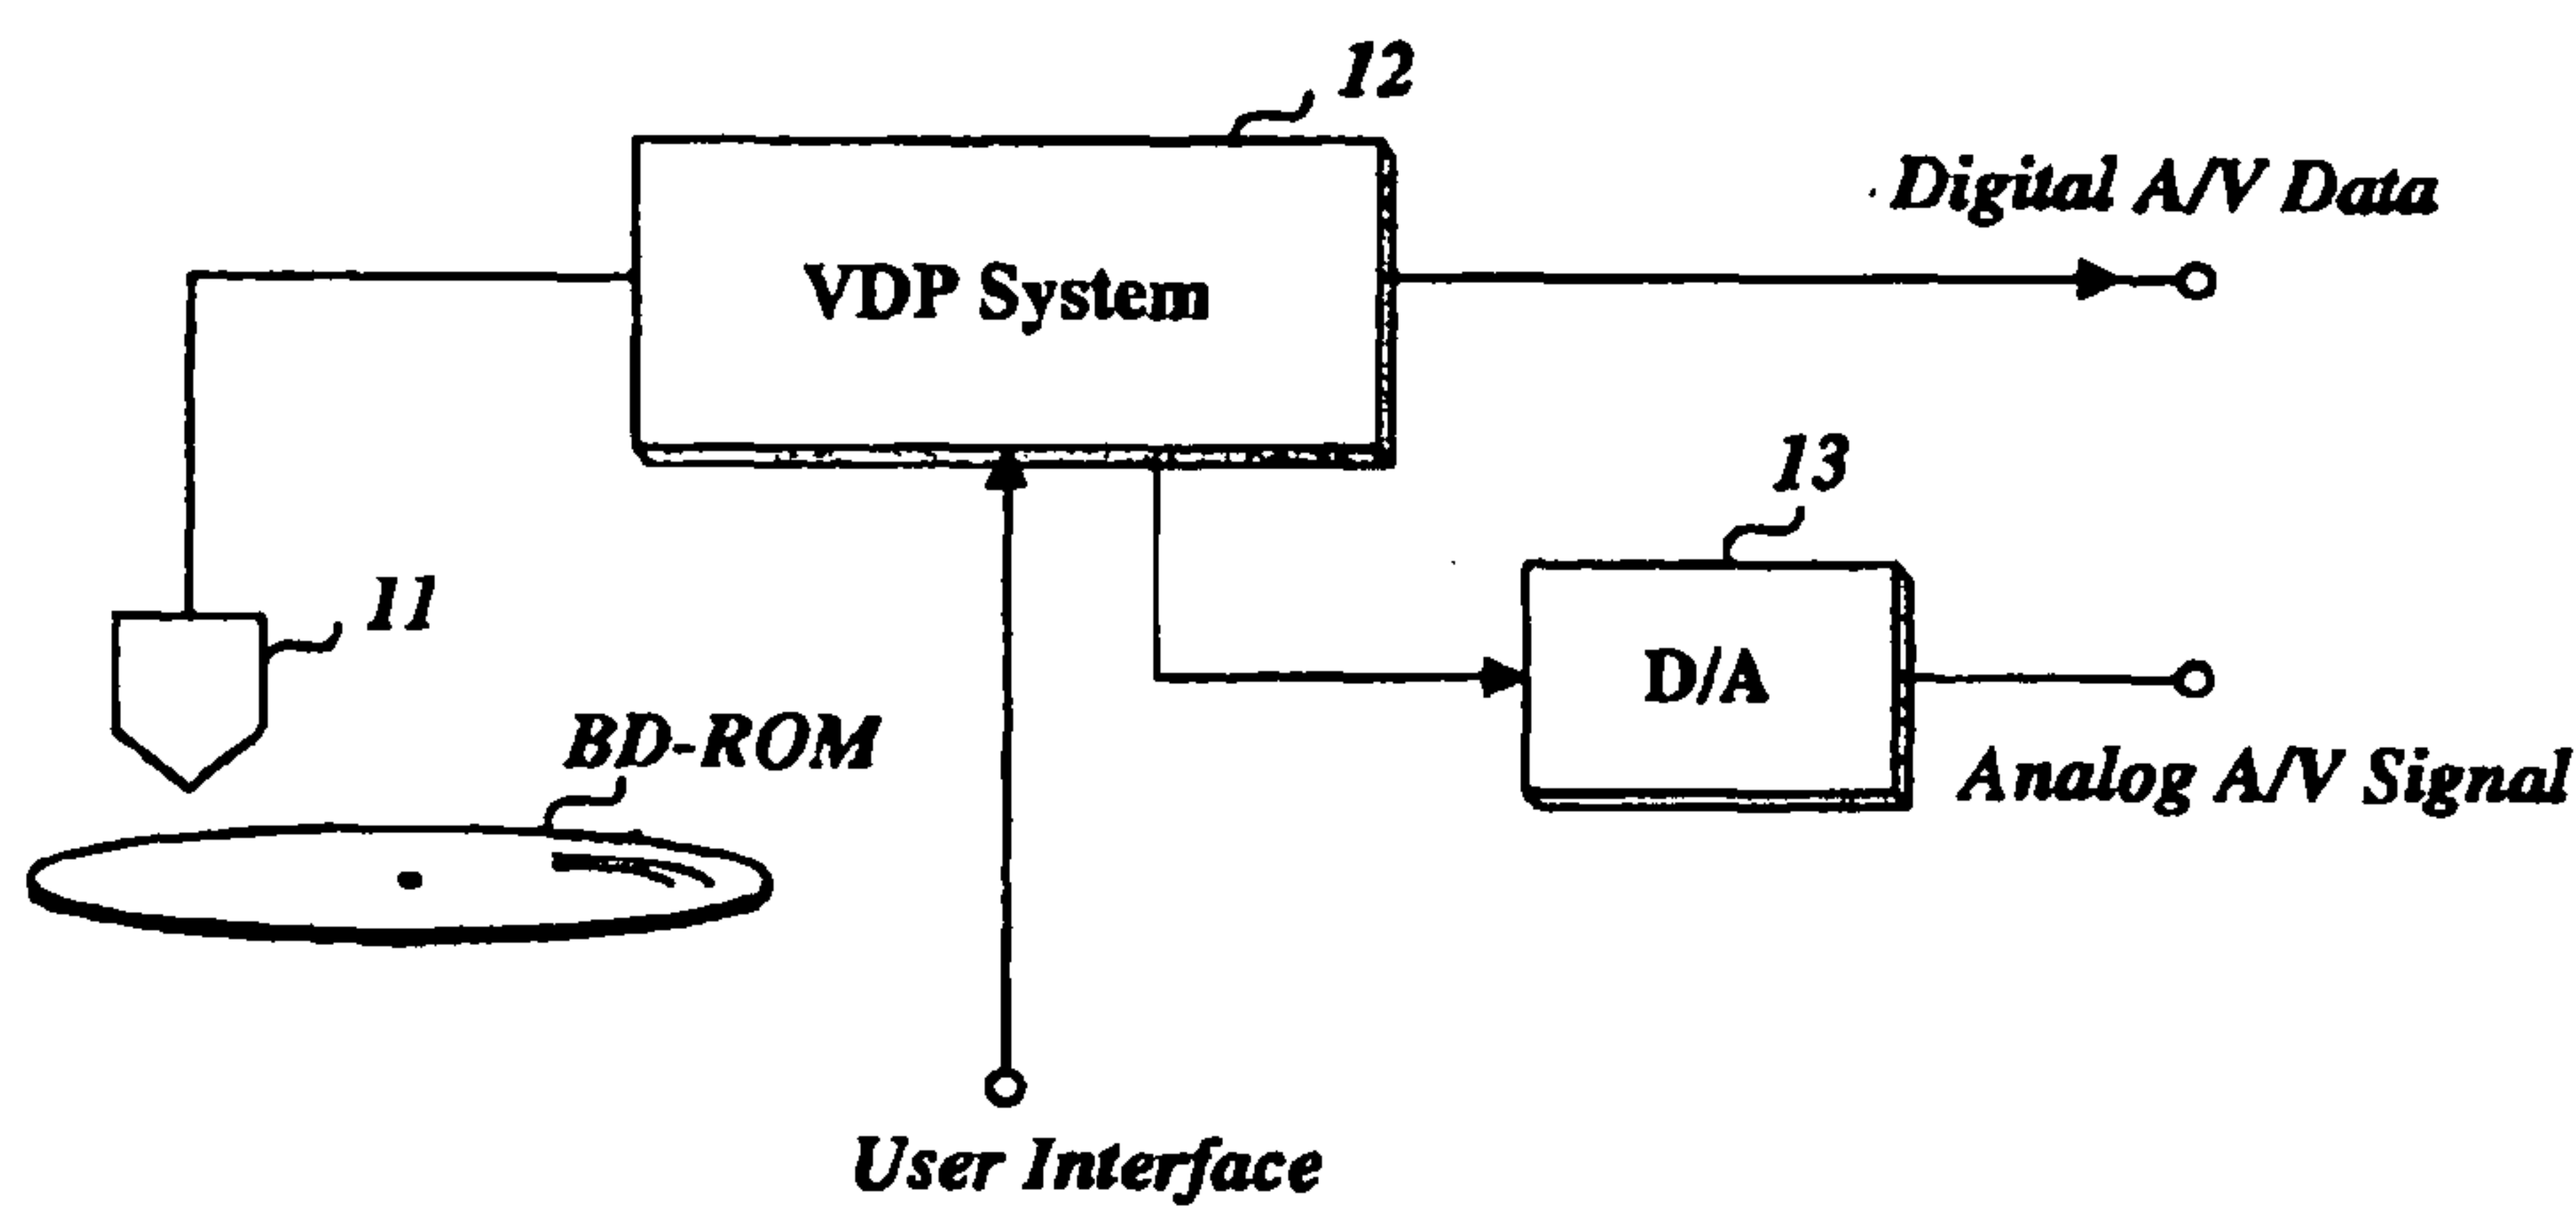 12
Digital A/V Data
VDP System
13
11
D/A
BD-ROM
Analog A/V Signal
User Interface